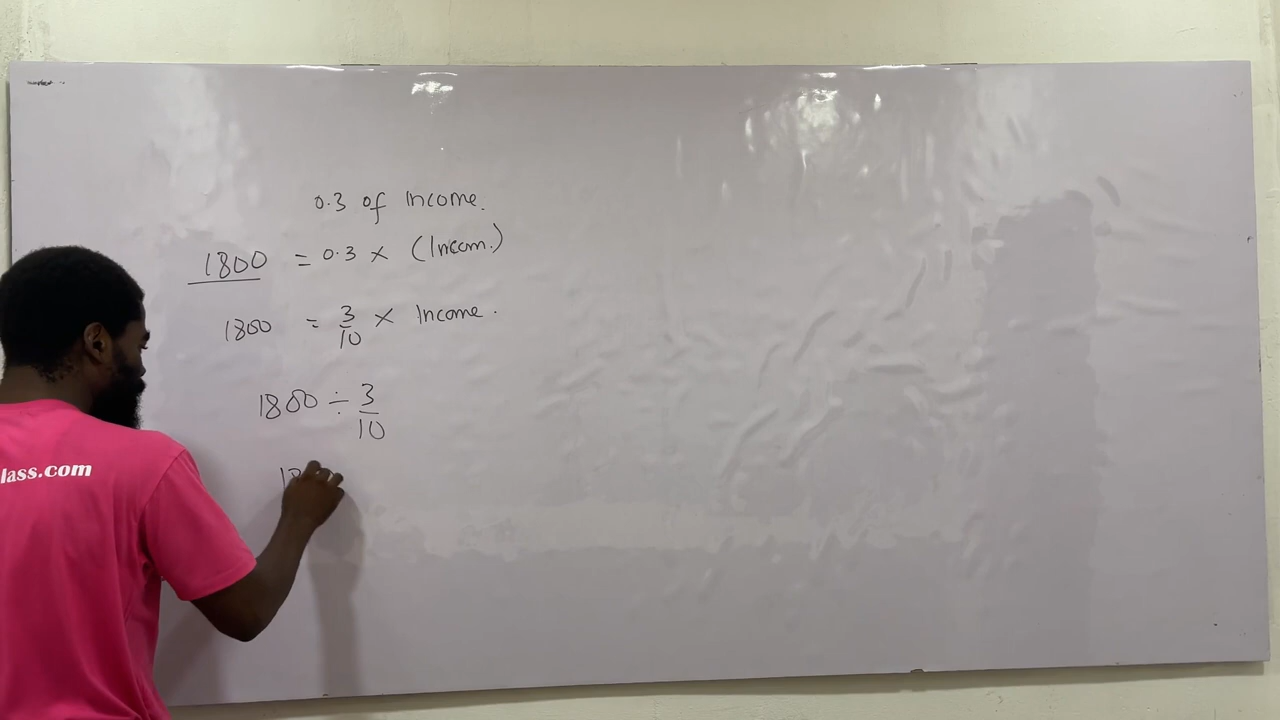 0.3 of Income.
1800 = 0.3 × (Incom.)
1800 = 3/10 × Income.
1800 ÷ 3/10
lass.com